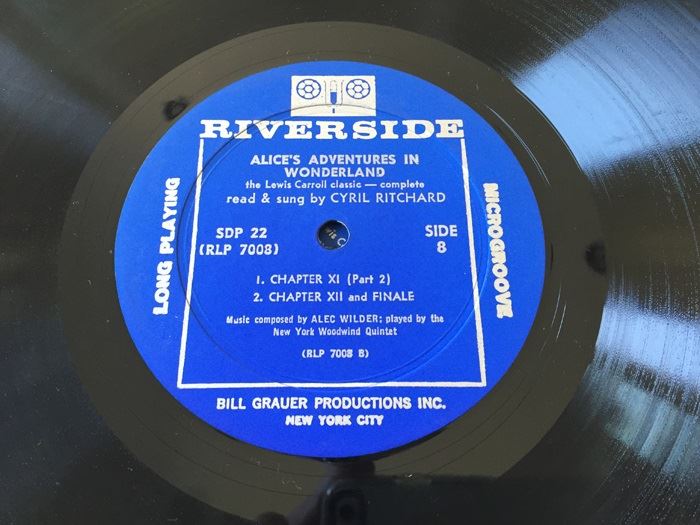 RIVERSIDE
ALICE'S ADVENTURES IN
WONDERLAND
the Lewis Carroll classic — complete
read & sung by CYRIL RITCHARD
SDP 22
(RLP 7008)
SIDE
8
LONG PLAYING
MICROGROOVE
1. CHAPTER XI (Part 2)
2. CHAPTER XII and FINALE
Music composed by ALEC WILDER; played by the
New York Woodwind Quintet
(RLP 7008 B)
BILL GRAUER PRODUCTIONS INC.
NEW YORK CITY